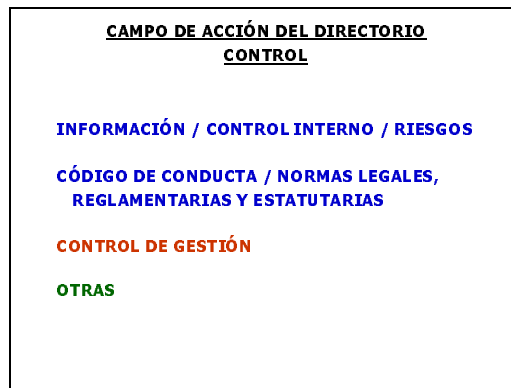 CAMPO DE ACCIÓN DEL DIRECTORIO
CONTROL
INFORMACIÓN / CONTROL INTERNO / RIESGOS
CÓDIGO DE CONDUCTA / NORMAS LEGALES,
REGLAMENTARIAS Y ESTATUTARIAS
CONTROL DE GESTIÓN
OTRAS